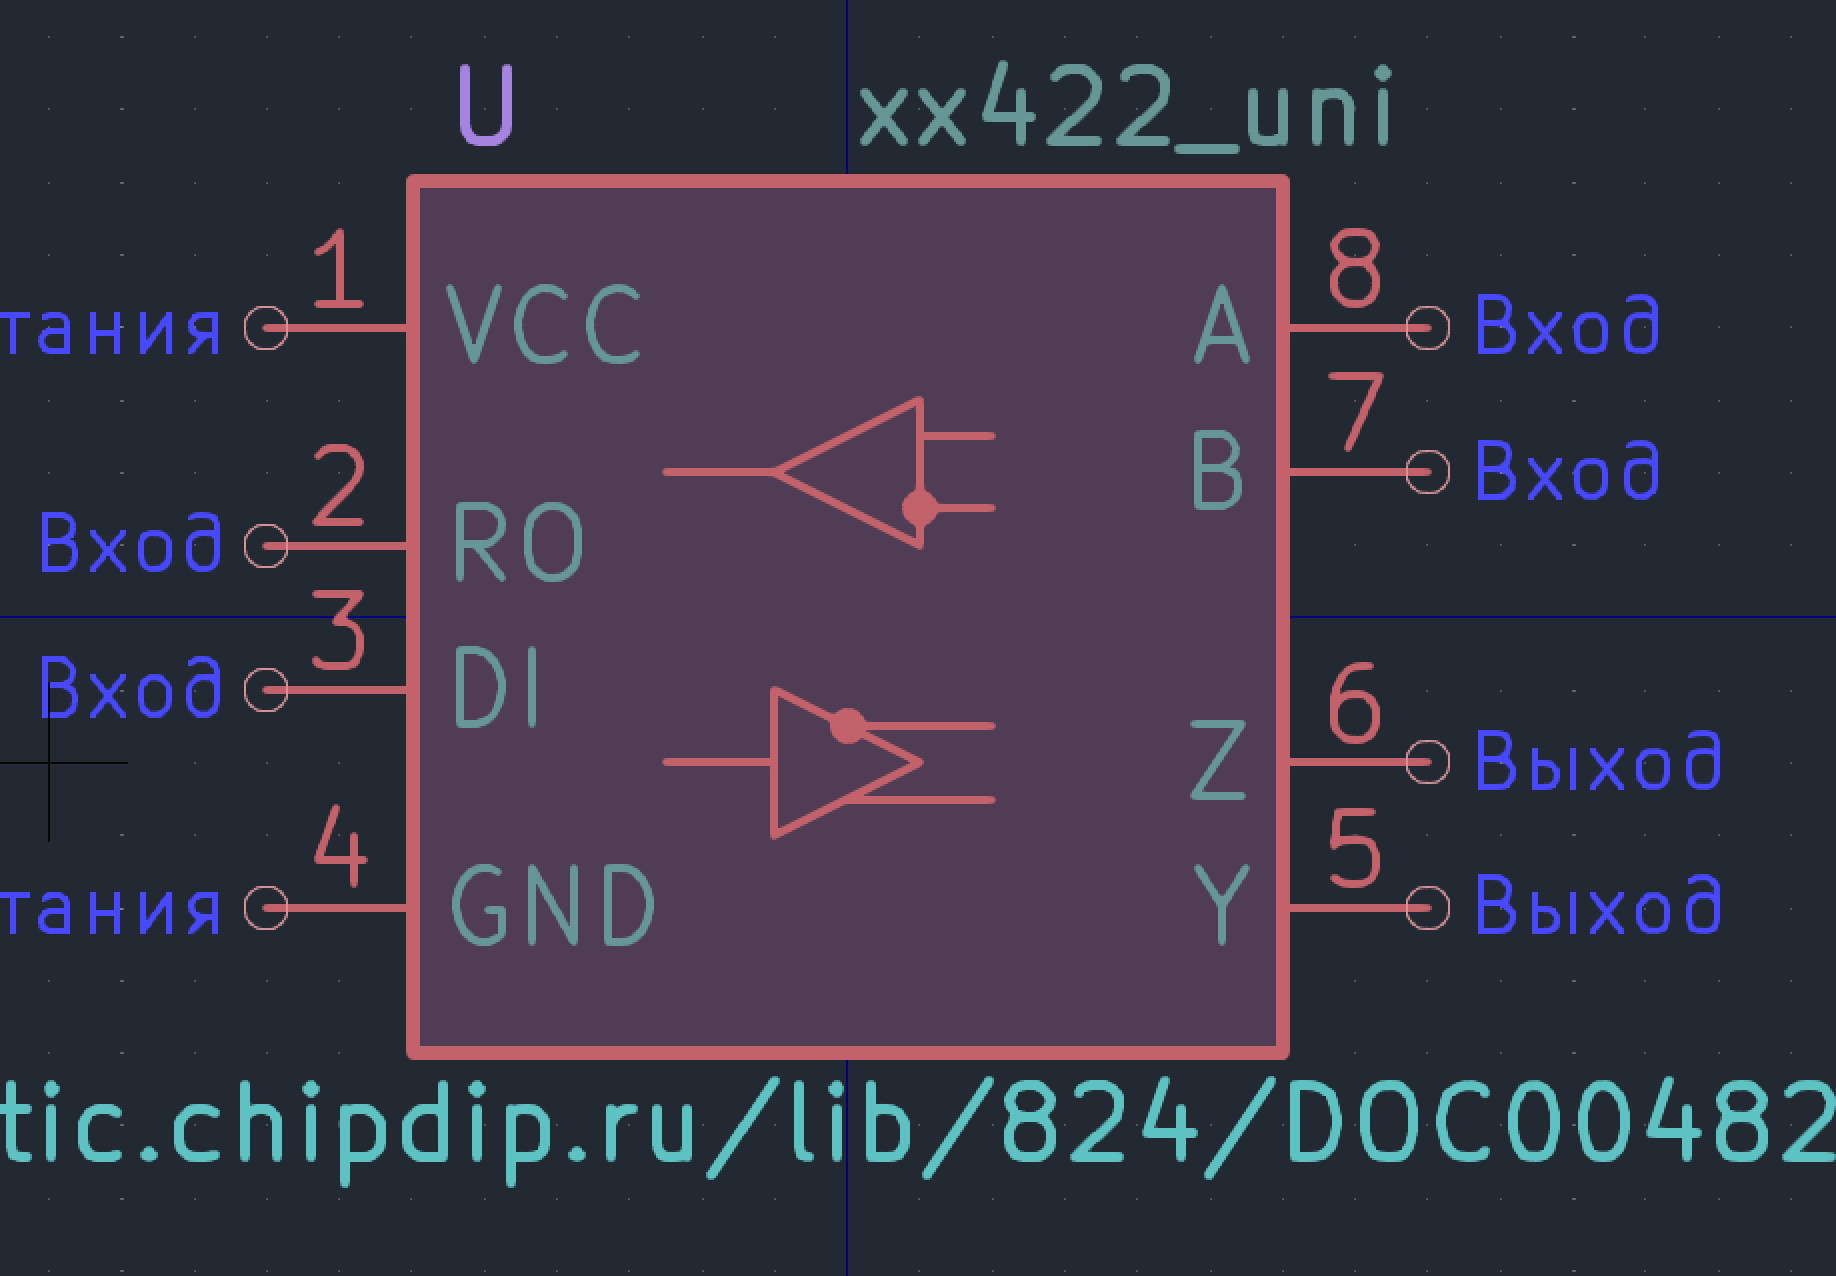 U xx422_uni
1 8
тания VCC A Вход
7
2 B Вход
Вход RO
3
Вход DI 6
Z Выход
4 5
тания GND Y Выход
tic.chipdip.ru/lib/824/DOC00482